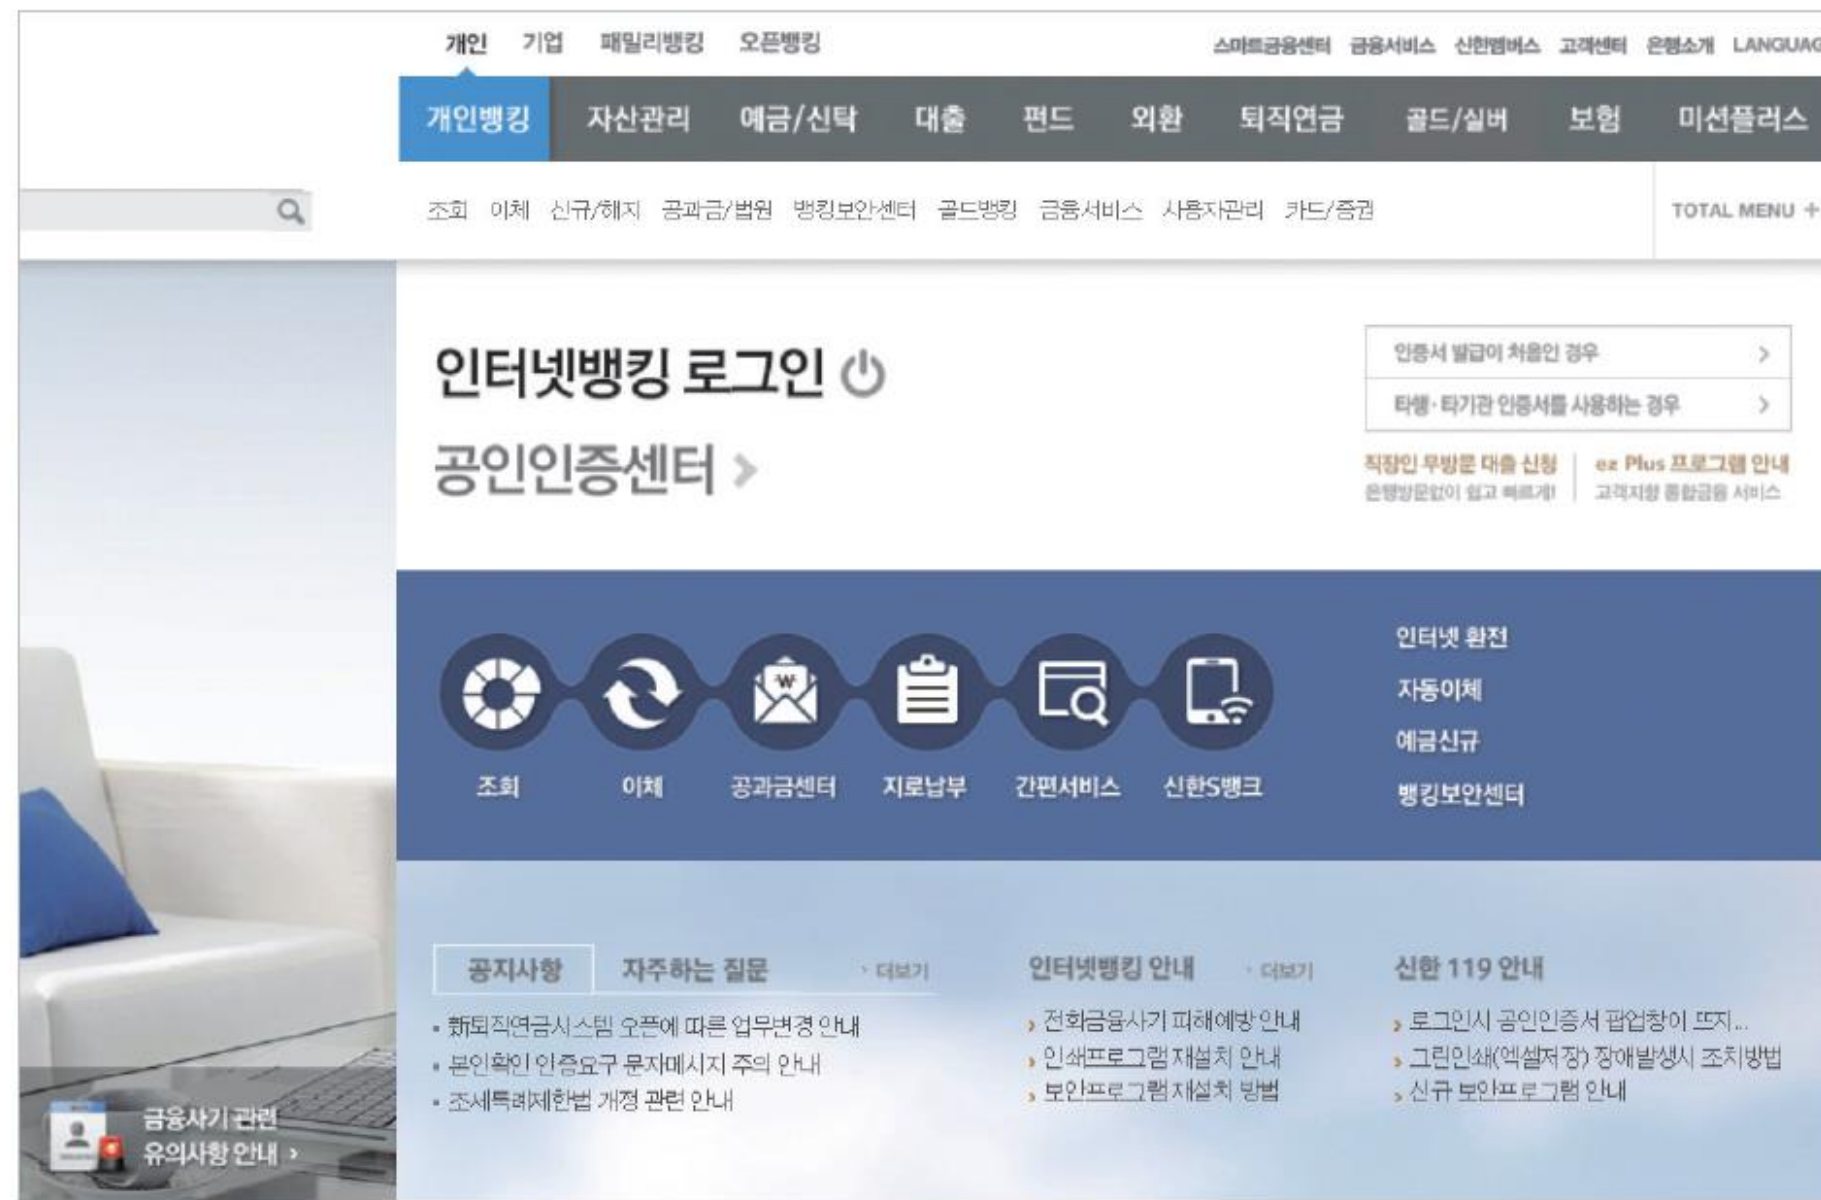 개인 기업 패밀리뱅킹 오픈뱅킹 스마트금융센터 금융서비스 신한멤버스 고객센터 은행소개 LANGUAG
개인뱅킹 자산관리 예금/신탁 대출 펀드 외환 퇴직연금 골드/실버 보험 미션플러스
조회 이체 신규/해지 공과금/법원 뱅킹보안센터 골드뱅킹 금융서비스 사용자관리 카드/증권 TOTAL MENU +
인터넷뱅킹 로그인
공인인증센터 >
인증서 발급이 처음인 경우 >
타행·타기관 인증서를 사용하는 경우 >
직장인 무방문 대출 신청 ez Plus 프로그램 안내
은행방문없이 쉽고 빠르게! 고객지향 종합금융 서비스
₩
조회 이체 공과금센터 지로납부 간편서비스 신한S뱅크
인터넷 환전
자동이체
예금신규
뱅킹보안센터
공지사항 자주하는 질문 › 더보기
• 新퇴직연금시스템 오픈에 따른 업무변경 안내
• 본인확인 인증요구 문자메시지 주의 안내
• 조세특례제한법 개정 관련 안내
인터넷뱅킹 안내 › 더보기
› 전화금융사기 피해예방 안내
› 인쇄프로그램 재설치 안내
› 보안프로그램 재설치 방법
신한 119 안내
› 로그인시 공인인증서 팝업창이 뜨지...
› 그린인쇄(엑셀저장) 장애발생시 조치방법
› 신규 보안프로그램 안내
금융사기 관련
유의사항 안내 ›